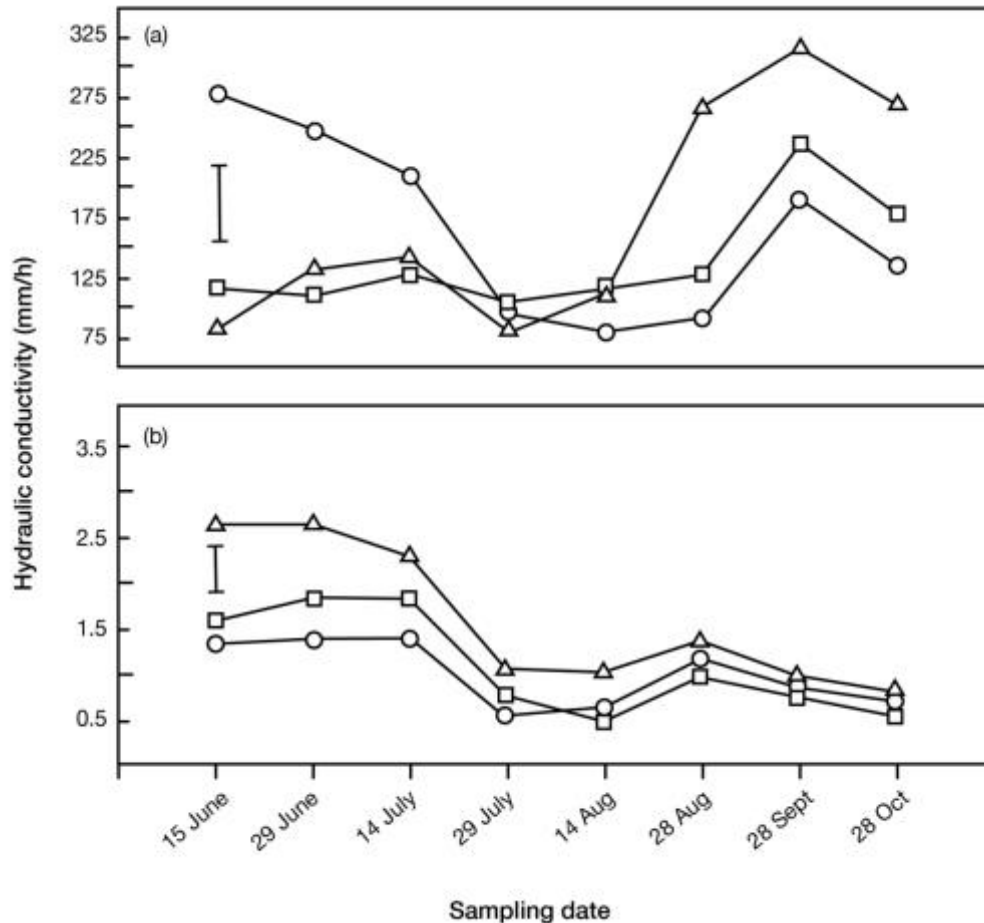 (a)
325
275
225
175
125
75
Hydraulic conductivity (mm/h)
(b)
3.5
2.5
1.5
0.5
15 June
29 June
14 July
29 July
14 Aug
28 Aug
28 Sept
28 Oct
Sampling date